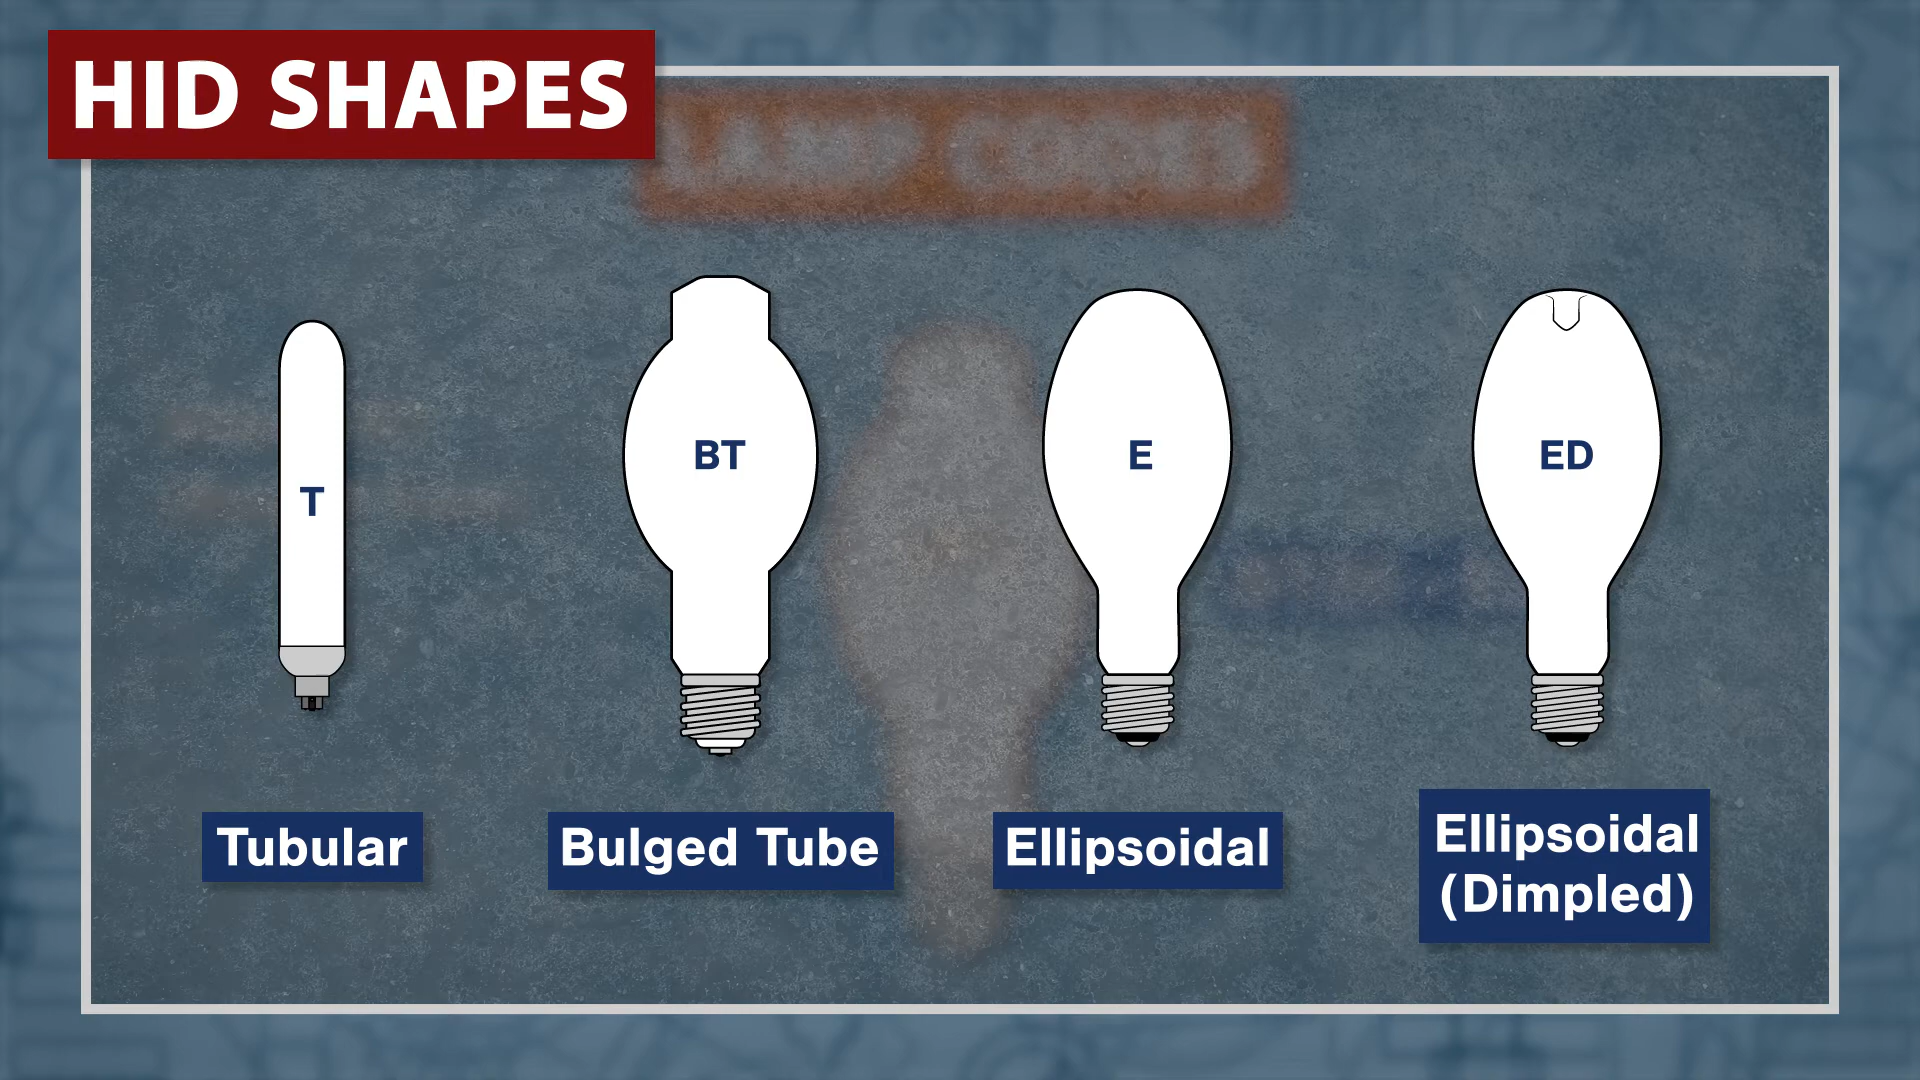 HID SHAPES
T
BT
E
ED
Tubular
Bulged Tube
Ellipsoidal
Ellipsoidal
(Dimpled)